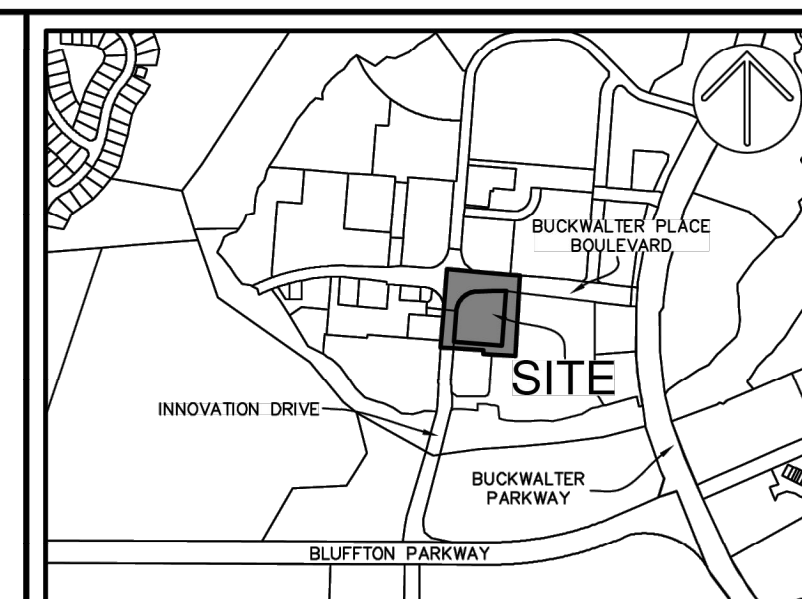 BUCKWALTER PLACE
BOULEVARD
SITE
INNOVATION DRIVE
BUCKWALTER
PARKWAY
BLUFFTON PARKWAY